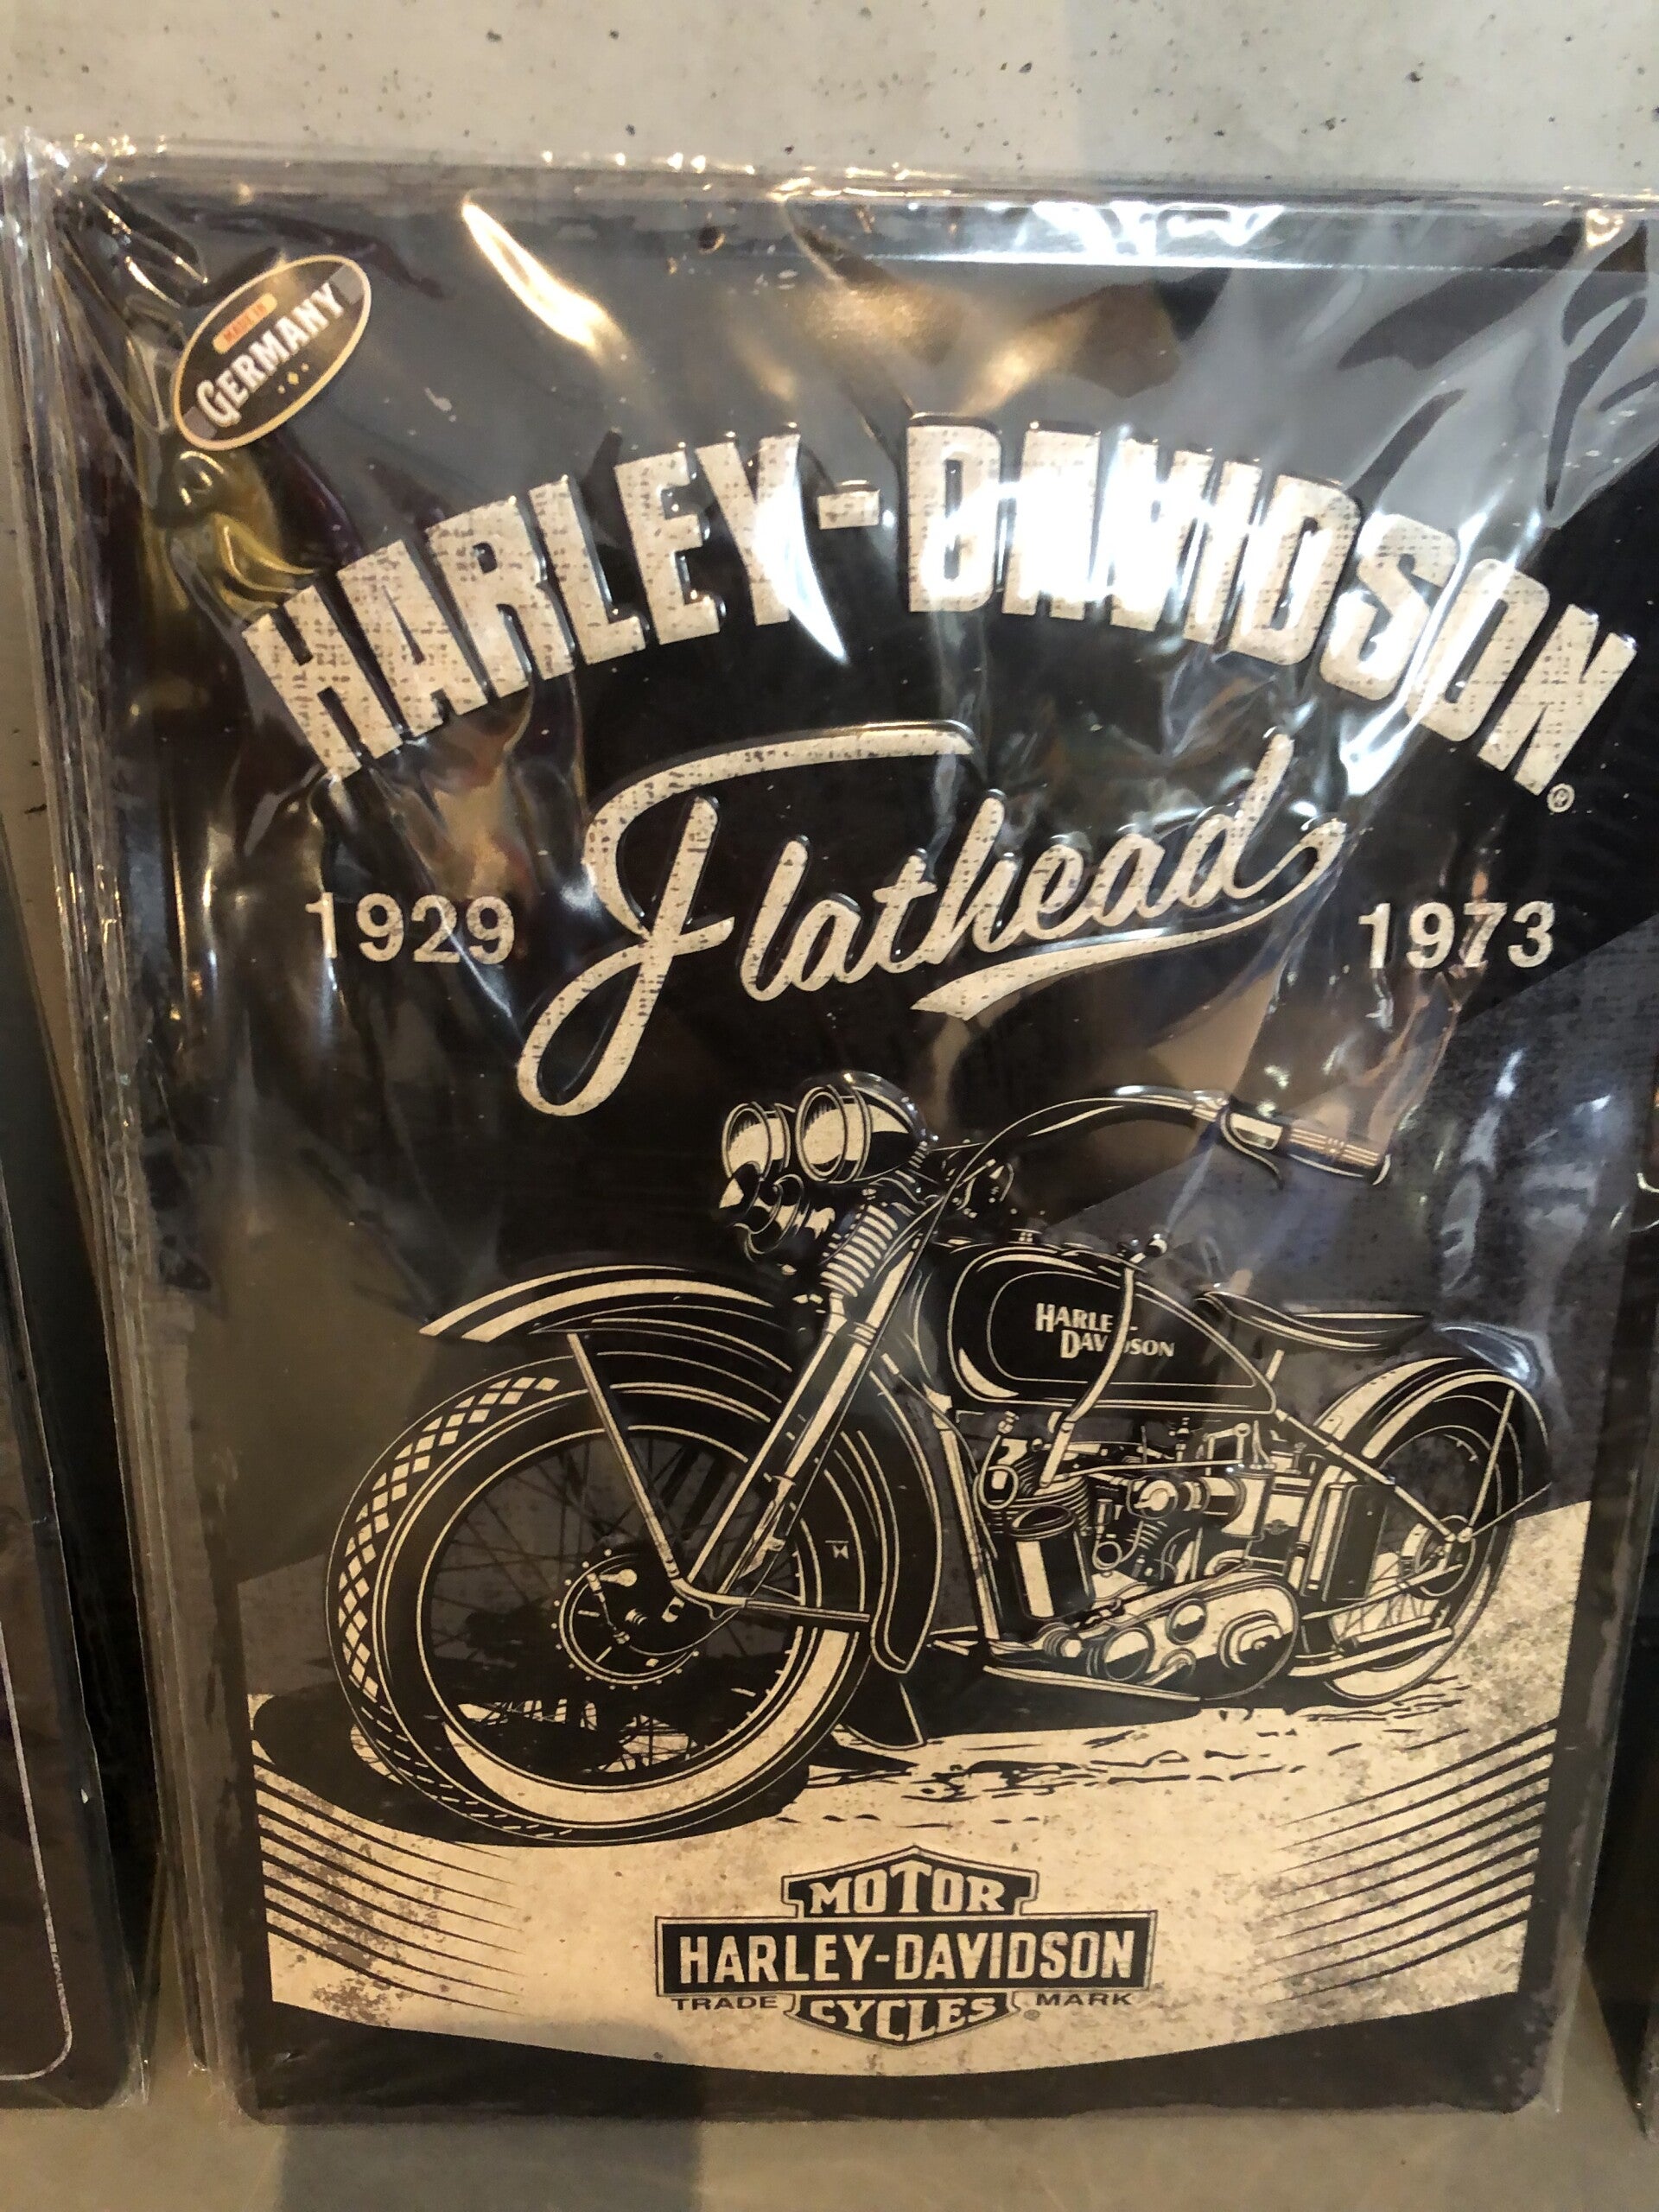 MADE IN
GERMANY
HARLEY-DAVIDSON®
Flathead
1929
1973
HARLEY-
DAVIDSON
MOTOR
HARLEY-DAVIDSON
TRADE MARK
CYCLES®